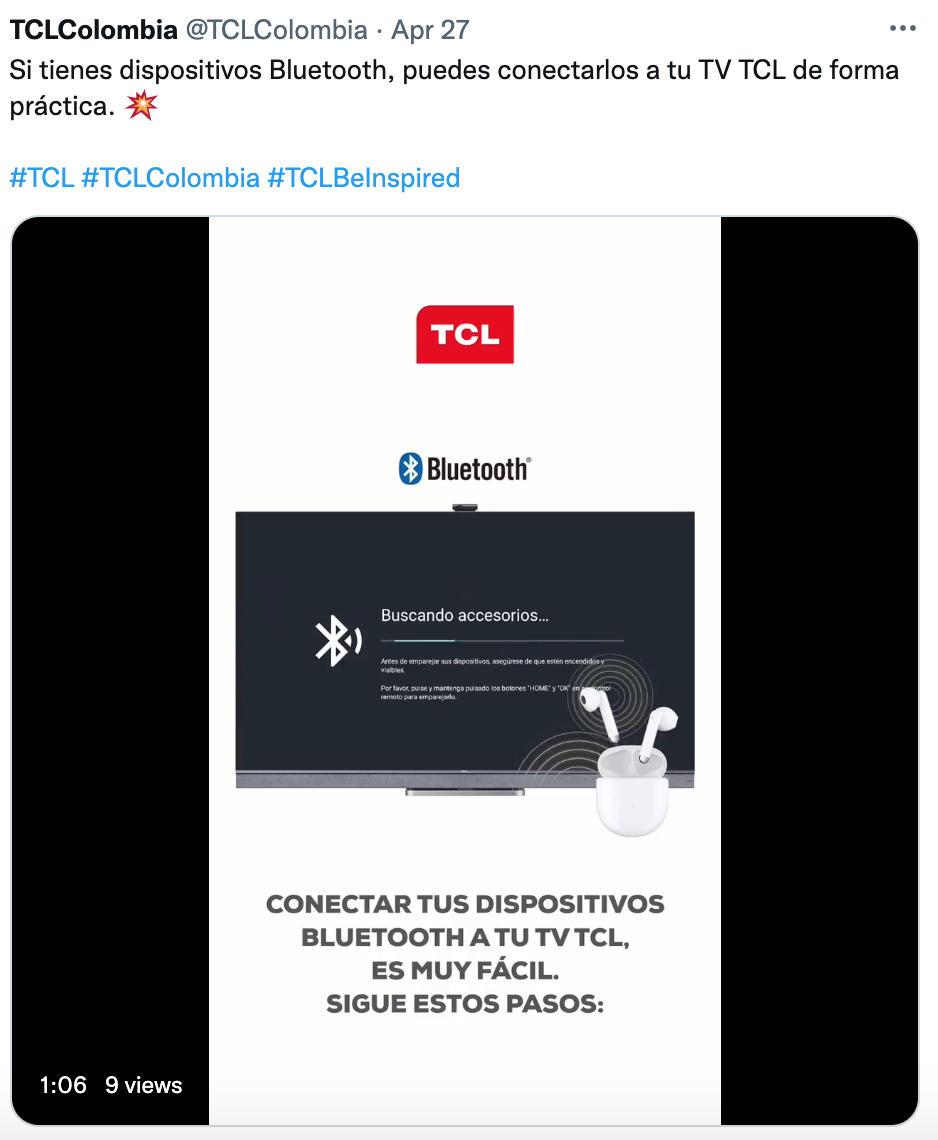 TCLColombia @TCLColombia · Apr 27
Si tienes dispositivos Bluetooth, puedes conectarlos a tu TV TCL de forma
práctica. 💥
#TCL #TCLColombia #TCLBeInspired
TCL
Bluetooth®
Buscando accesorios...
Antes de emparejar sus dispositivos, asegúrese de que estén encendidos y
visibles.
Por favor, pulse y mantenga pulsado los botones "HOME" y "OK" en control
remoto para emparejarlo.
CONECTAR TUS DISPOSITIVOS
BLUETOOTH A TU TV TCL,
ES MUY FÁCIL.
SIGUE ESTOS PASOS:
1:06 9 views